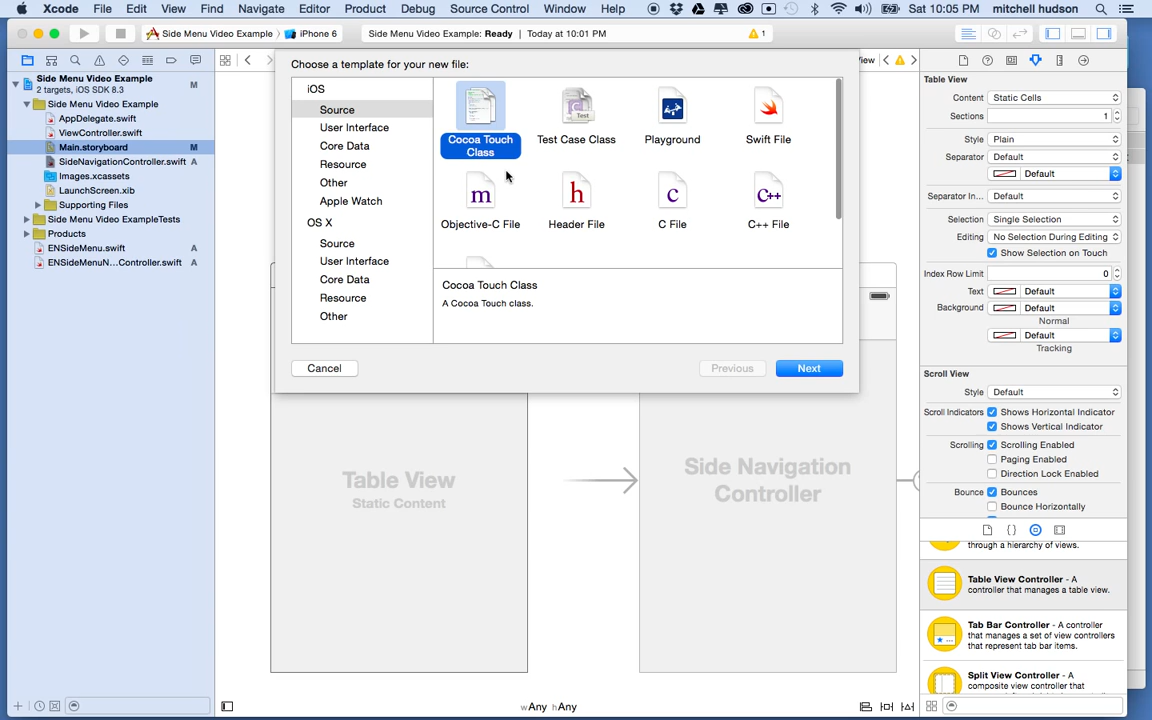 Xcode File Edit View Find Navigate Editor Product Debug Source Control Window Help Sat 10:05 PM mitchell hudson
Side Menu Video Example iPhone 6 Side Menu Video Example: Ready | Today at 10:01 PM 1
Side Menu Video Example
2 targets, iOS SDK 8.3
M
Side Menu Video Example
AppDelegate.swift
ViewController.swift
Main.storyboard M
SideNavigationController.swift A
Images.xcassets
LaunchScreen.xib
Supporting Files
Side Menu Video ExampleTests
Products
ENSideMenu.swift A
ENSideMenuN...Controller.swift A
Choose a template for your new file:
iOS
Source
User Interface
Core Data
Resource
Other
Apple Watch
OS X
Source
User Interface
Core Data
Resource
Other
Cocoa Touch Class
Test
Test Case Class
Playground
Swift File
m
Objective-C File
h
Header File
c
C File
C++
C++ File
Cocoa Touch Class
A Cocoa Touch class.
Cancel
Previous
Next
Table View
Static Content
Side Navigation
Controller
wAny hAny
iew
Table View
Content Static Cells
Sections 1
Style Plain
Separator Default
Default
Separator In... Default
Selection Single Selection
Editing No Selection During Editing
Show Selection on Touch
Index Row Limit 0
Text Default
Background Default
Normal
Default
Tracking
Scroll View
Style Default
Scroll Indicators Shows Horizontal Indicator
Shows Vertical Indicator
Scrolling Scrolling Enabled
Paging Enabled
Direction Lock Enabled
Bounce Bounces
Bounce Horizontally
through a hierarchy of views.
Table View Controller - A
controller that manages a table view.
Tab Bar Controller - A controller
that manages a set of view controllers
that represent tab bar items.
Split View Controller - A
composite view controller that